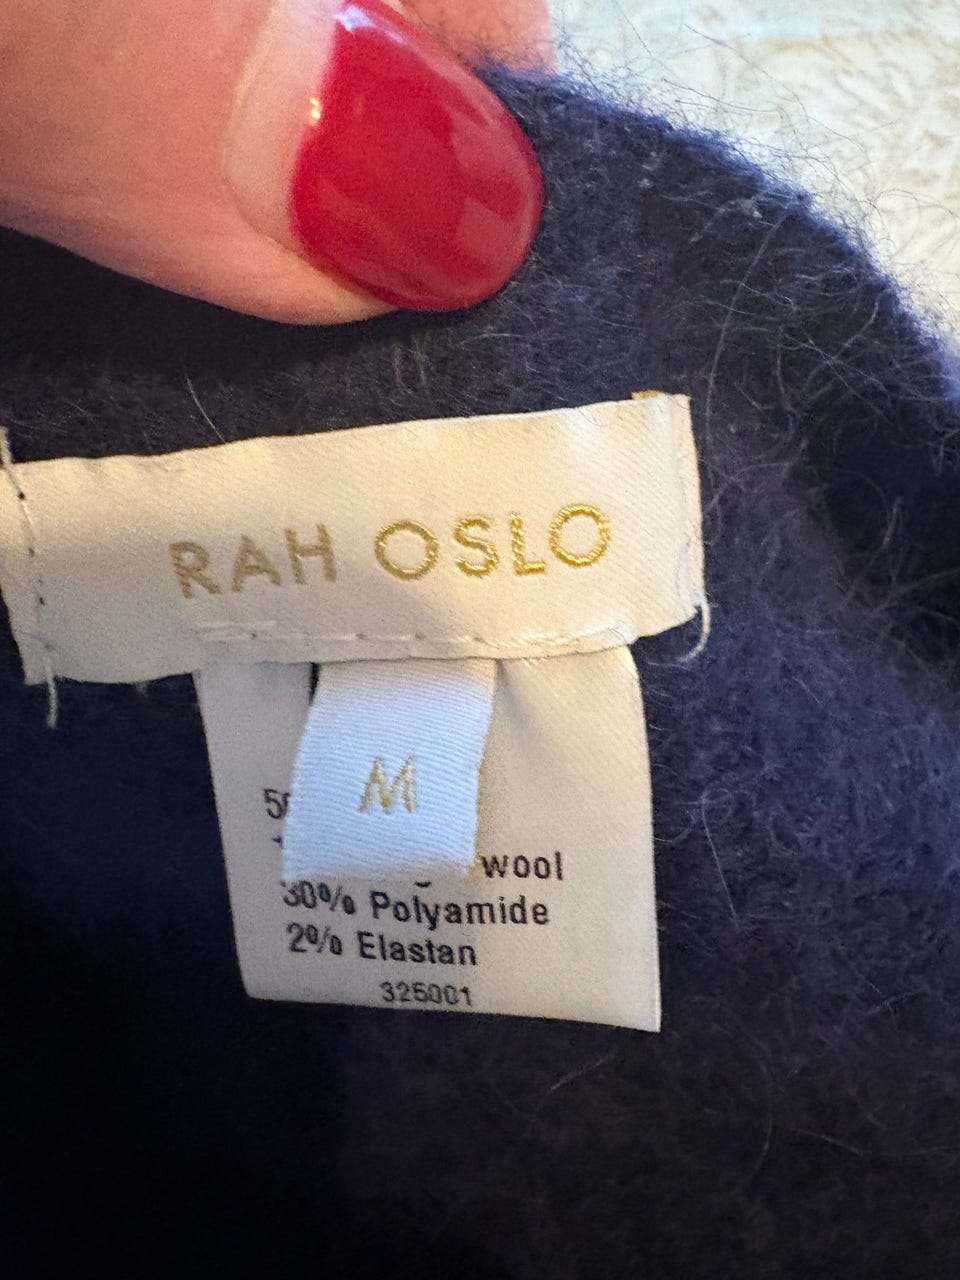 RAH OSLO
M
wool
30% Polyamide
2% Elastan
325001